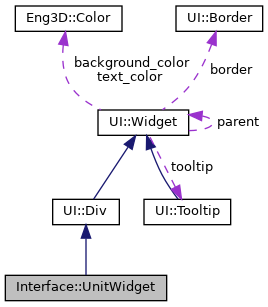 Eng3D::Color
UI::Border
background_color
text_color
border
UI::Widget
parent
tooltip
UI::Div
UI::Tooltip
Interface::UnitWidget